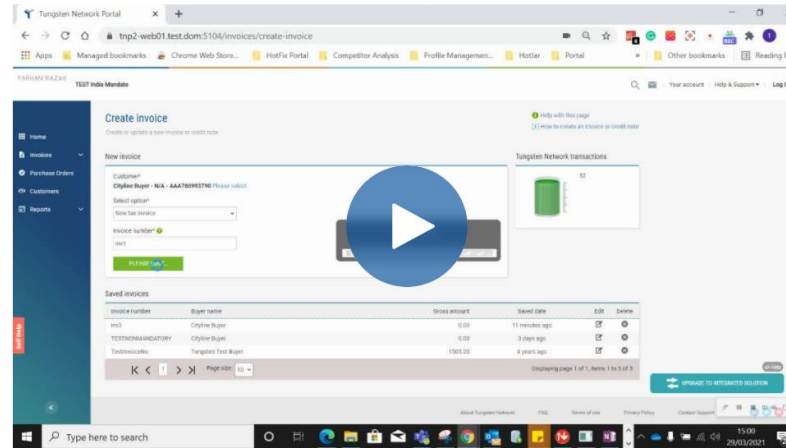 Tungsten Network Portal
tnp2-web01.test.dom:5104/invoices/create-invoice
Apps Managed bookmarks Chrome Web Store... HotFix Portal Competitor Analysis Profile Managemen... Hotlar Portal » Other bookmarks Reading
FARHAN RAZAK
TEST India Mandate
Your account Help & Support Log
Create invoice
Create or update a new invoice or credit note
Help with this page
How to create an invoice or credit note
Home
Invoices
Purchase Orders
Customers
Reports
New invoice
Customer*
Cityline Buyer - N/A - AAA766993790 Please select
Select option*
New tax invoice
Invoice number*
inv1
Tungsten Network transactions
52
Saved invoices
Invoice number Buyer name Gross amount Saved date Edit Delete
inv2 Cityline Buyer 0.00 11 minutes ago
TESTNONMANDATORY Cityline Buyer 0.00 3 days ago
TestInvoiceNo Tungsten Test Buyer 1503.20 4 years ago
1 Page size: 10
Displaying page 1 of 1, items 1 to 3 of 3
Self Help
UPGRADE TO INTEGRATED SOLUTION
About Tungsten Network FAQ Terms of use Privacy Policy Contact Support
Type here to search
15:00
29/03/2021